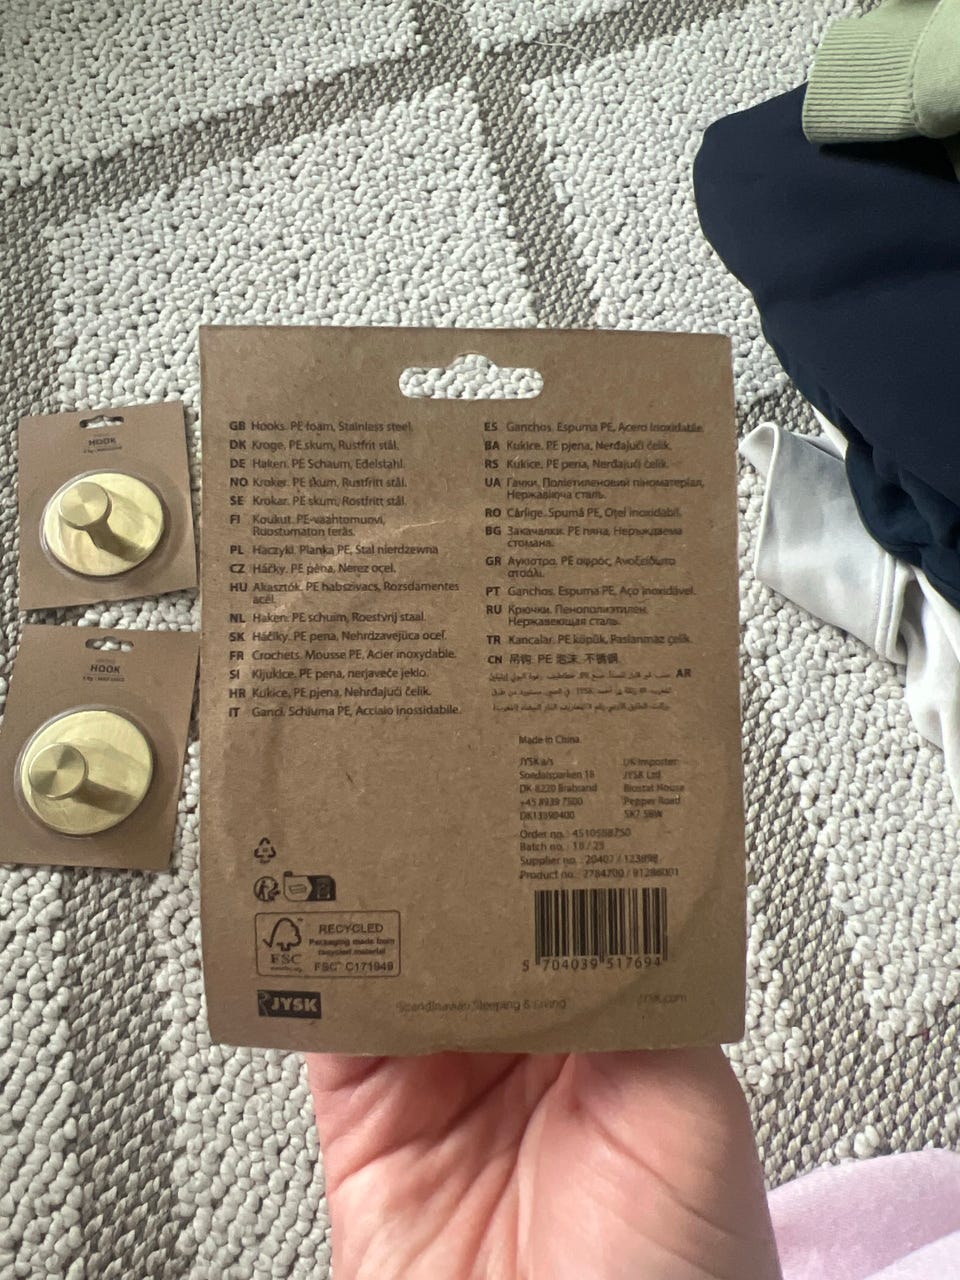 HOOK
HOOK
GB Hooks. PE foam, Stainless steel.
DK Kroge. PE skum, Rustfrit stål.
DE Haken. PE Schaum, Edelstahl.
NO Kroker. PE skum, Rustfritt stål.
SE Krokar. PE skum, Rostfritt stål.
FI Koukut. PE-vaahtomuovi,
Ruostumaton teräs.
PL Haczyki. Pianka PE, Stal nierdzewna
CZ Háčky. PE pěna, Nerez ocel.
HU Akasztók. PE habszivacs, Rozsdamentes
acél.
NL Haken. PE schuim, Roestvrij staal.
SK Háčiky. PE pena, Nehrdzavejúca oceľ.
FR Crochets. Mousse PE, Acier inoxydable.
SI Kljukice. PE pena, nerjaveče jeklo.
HR Kukice, PE pjena, Nehrđajući čelik.
IT Ganci. Schiuma PE, Acciaio inossidabile.
ES Ganchos. Espuma PE, Acero inoxidable.
BA Kukice. PE pjena, Nerđajući čelik.
RS Kukice, PE pena, Nerđajući čelik.
UA Гачки. Поліетиленовий піноматеріал,
Нержавіюча сталь.
RO Cârlige. Spumă PE, Oțel inoxidabil.
BG Закачалки. PE пяна, Неръждаема
стомана.
GR Άγκιστρα. PE αφρός, Ανοξείδωτο
ατσάλι.
PT Ganchos. Espuma PE, Aço inoxidável.
RU Крючки. Пенополиэтилен,
Нержавеющая сталь.
TR Kancalar. PE köpük, Paslanmaz çelik.
CN 吊钩. PE 泡沫, 不锈钢.
AR
Made in China
JYSK a/s
Soedalsparken 18
DK-8220 Brabrand
+45 8939 7500
DK13590400
UK importer:
JYSK Ltd
Biostat House
Pepper Road
SK7 5BW
Order no. : 4510588750
Batch no. : 18 / 23
Supplier no. : 20407 / 123898
Product no. : 2784700 / 91286001
5 704039 517694
FSC
RECYCLED
Packaging made from
recycled material
FSC™ C171949
JYSK
Scandinavian Sleeping & Living
JYSK.com